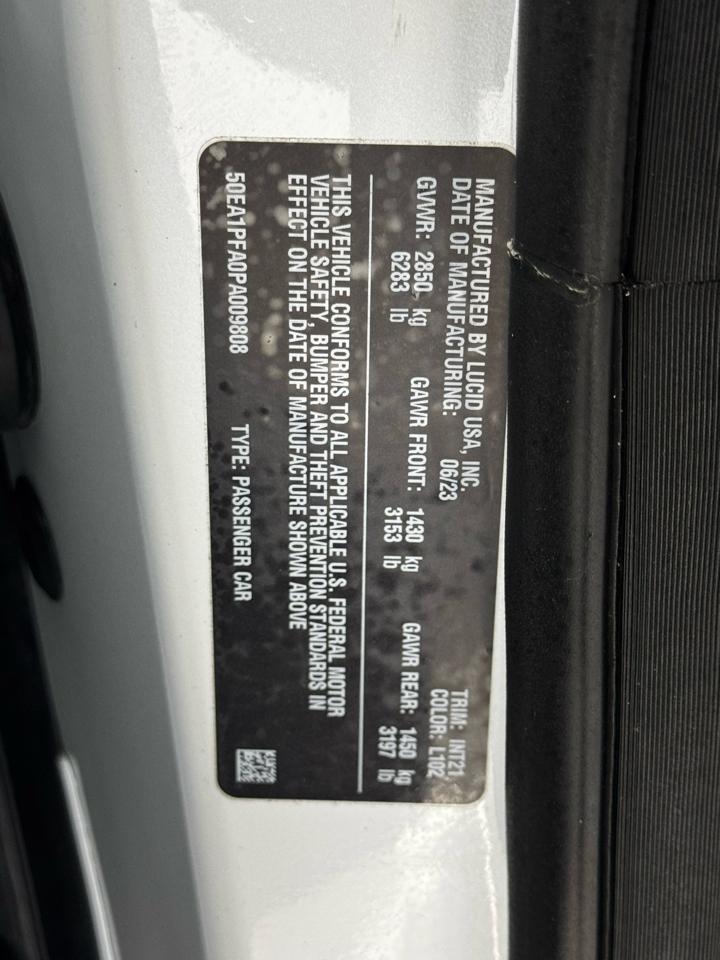 MANUFACTURED BY LUCID USA, INC.
DATE OF MANUFACTURING: 06/23 TRIM: INT21
COLOR: L102
GVWR: 2850 kg GAWR FRONT: 1430 kg GAWR REAR: 1450 kg
6283 lb 3153 lb 3197 lb
THIS VEHICLE CONFORMS TO ALL APPLICABLE U.S. FEDERAL MOTOR
VEHICLE SAFETY, BUMPER AND THEFT PREVENTION STANDARDS IN
EFFECT ON THE DATE OF MANUFACTURE SHOWN ABOVE
50EA1PFA0PA009808 TYPE: PASSENGER CAR